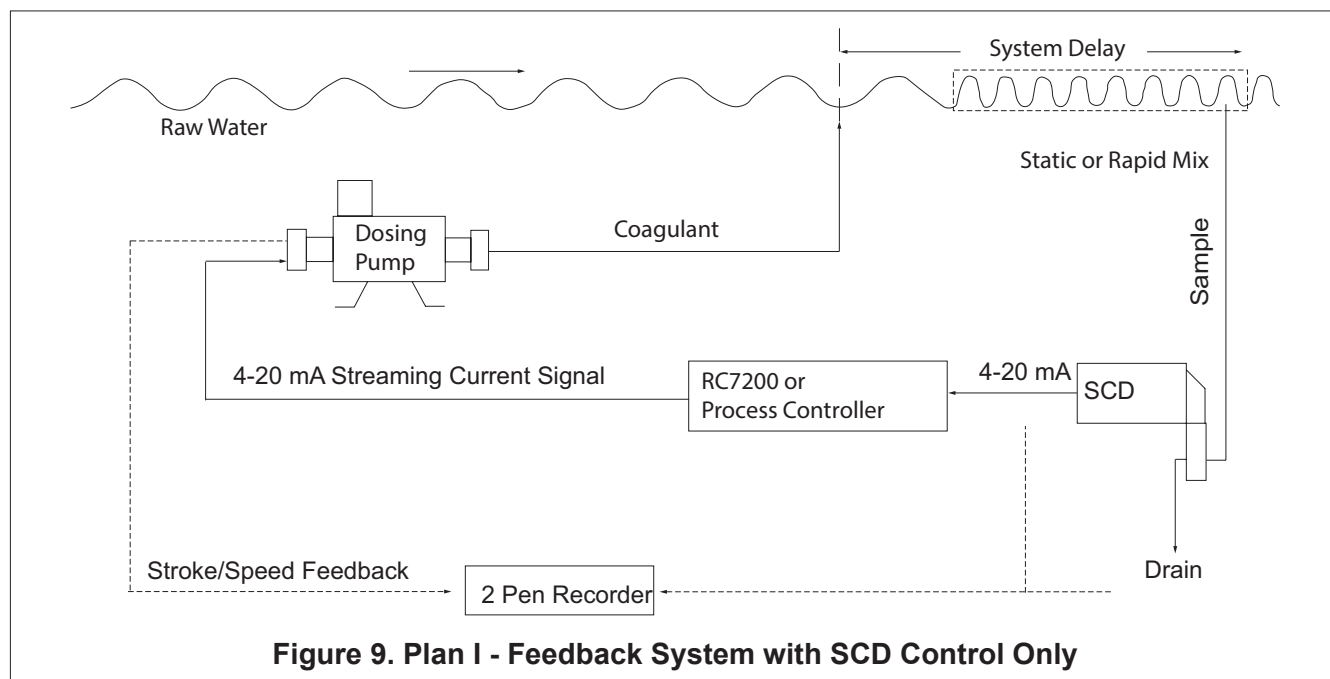 System Delay
Raw Water
Static or Rapid Mix
Dosing
Pump
Coagulant
Sample
4-20 mA Streaming Current Signal
RC7200 or
Process Controller
4-20 mA
SCD
Stroke/Speed Feedback
2 Pen Recorder
Drain
Figure 9. Plan I - Feedback System with SCD Control Only